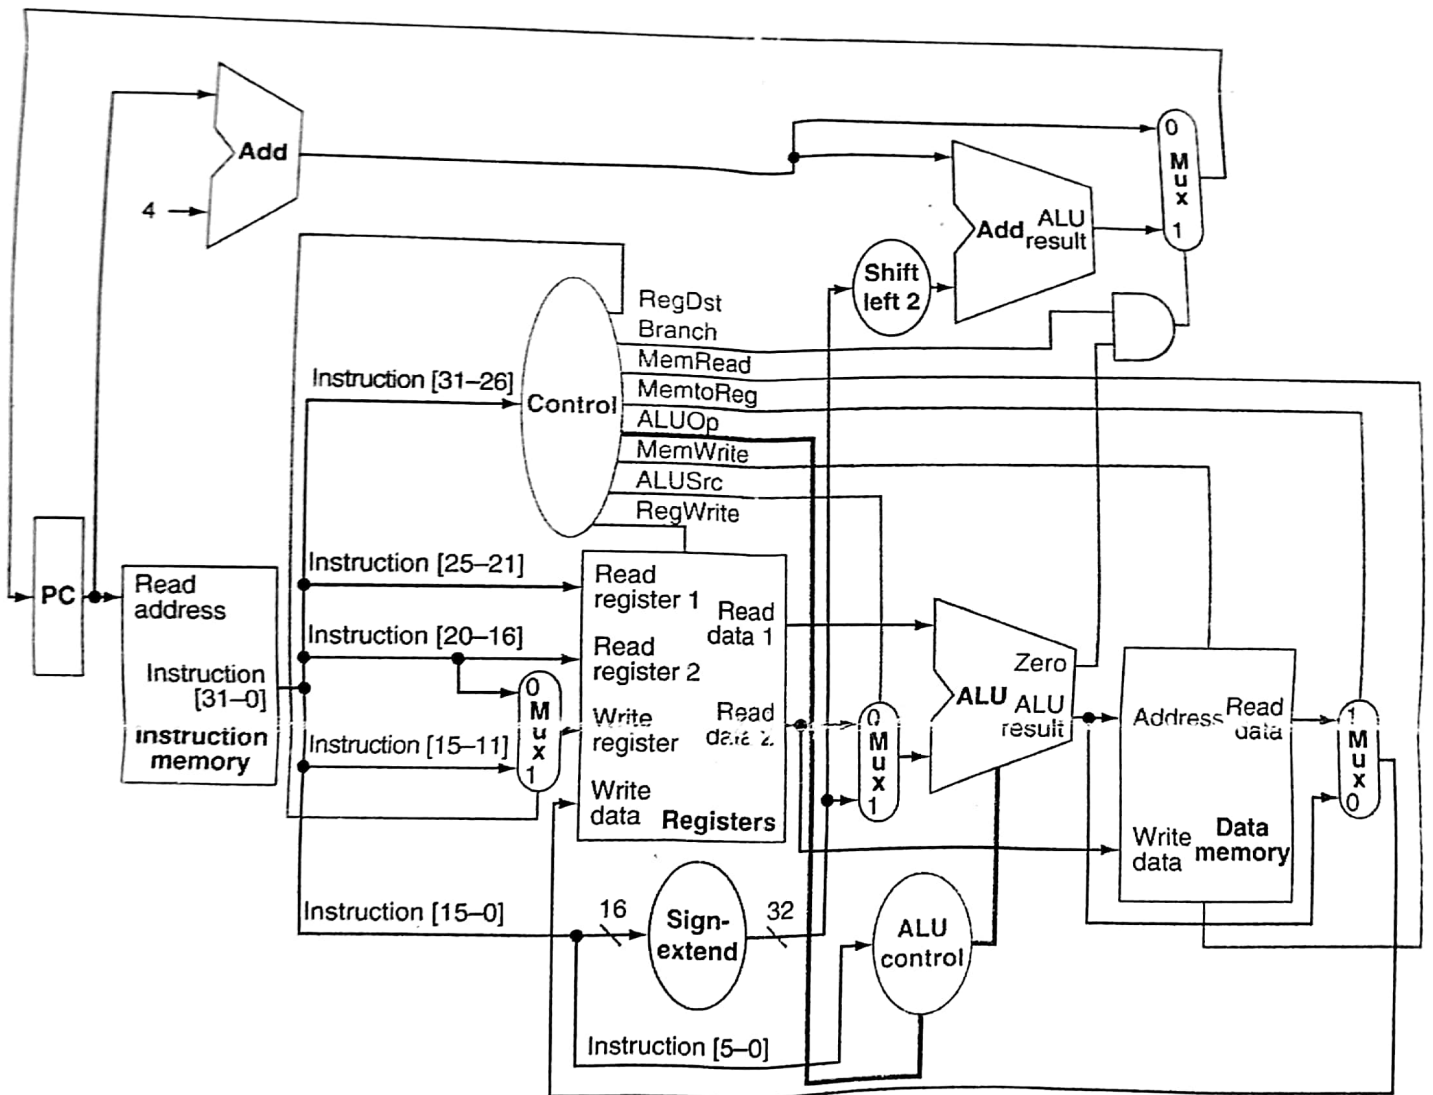 Add
4
0
Mux
1
Add
ALU
result
Shift
left 2
RegDst
Branch
MemRead
MemtoReg
ALUOp
MemWrite
ALUSrc
RegWrite
Instruction [31–26]
Control
PC
Read
address
Instruction
[31–0]
Instruction
memory
Instruction [25–21]
Instruction [20–16]
Instruction [15–11]
0
Mux
1
Read
register 1
Read
register 2
Write
register
Write
data
Read
data 1
Read
data 2
Registers
0
Mux
1
Zero
ALU
ALU
result
Address
Read
data
Write
data
Data
memory
1
Mux
0
Instruction [15–0]
16
Sign-
extend
32
ALU
control
Instruction [5–0]